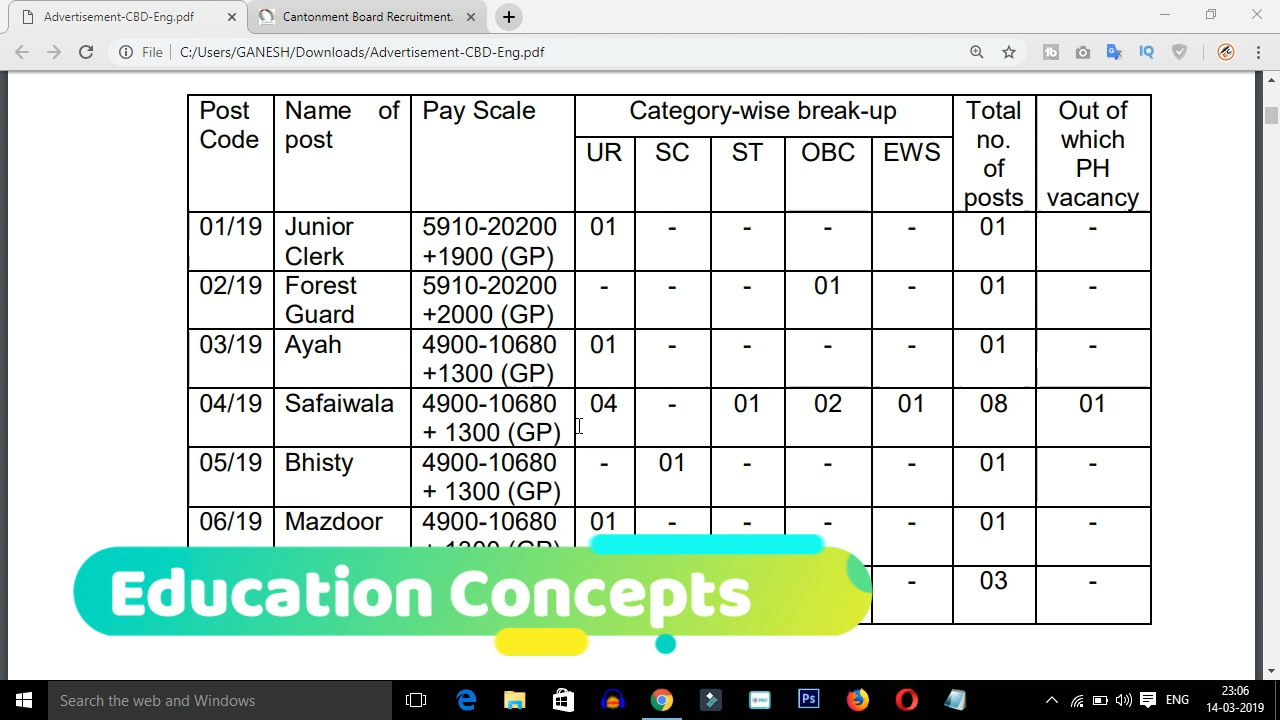 Advertisement-CBD-Eng.pdf
Cantonment Board Recruitment.
File
C:/Users/GANESH/Downloads/Advertisement-CBD-Eng.pdf
Post Code Name of post Pay Scale Category-wise break-up Total no. of posts Out of which PH vacancy
UR SC ST OBC EWS
01/19 Junior Clerk 5910-20200 +1900 (GP) 01 - - - - 01 -
02/19 Forest Guard 5910-20200 +2000 (GP) - - - 01 - 01 -
03/19 Ayah 4900-10680 +1300 (GP) 01 - - - - 01 -
04/19 Safaiwala 4900-10680 + 1300 (GP) 04 - 01 02 01 08 01
05/19 Bhisty 4900-10680 + 1300 (GP) - 01 - - - 01 -
06/19 Mazdoor 4900-10680 + 1300 (GP) 01 - - - - 01 -
- 03 -
Education Concepts
Search the web and Windows
ENG
23:06
14-03-2019